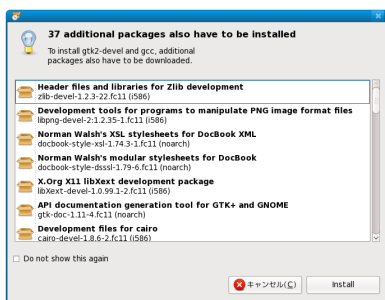 37 additional packages also have to be installed
To install gtk2-devel and gcc, additional
packages also have to be downloaded.
Header files and libraries for Zlib development
zlib-devel-1.2.3-22.fc11 (i586)
Development tools for programs to manipulate PNG image format files
libpng-devel-2:1.2.35-1.fc11 (i586)
Norman Walsh's XSL stylesheets for DocBook XML
docbook-style-xsl-1.74.3-1.fc11 (noarch)
Norman Walsh's modular stylesheets for DocBook
docbook-style-dsssl-1.79-6.fc11 (noarch)
X.Org X11 libXext development package
libXext-devel-1.0.99.1-2.fc11 (i586)
API documentation generation tool for GTK+ and GNOME
gtk-doc-1.11-4.fc11 (noarch)
Development files for cairo
cairo-devel-1.8.6-2.fc11 (i586)
Do not show this again
キャンセル(C)
Install